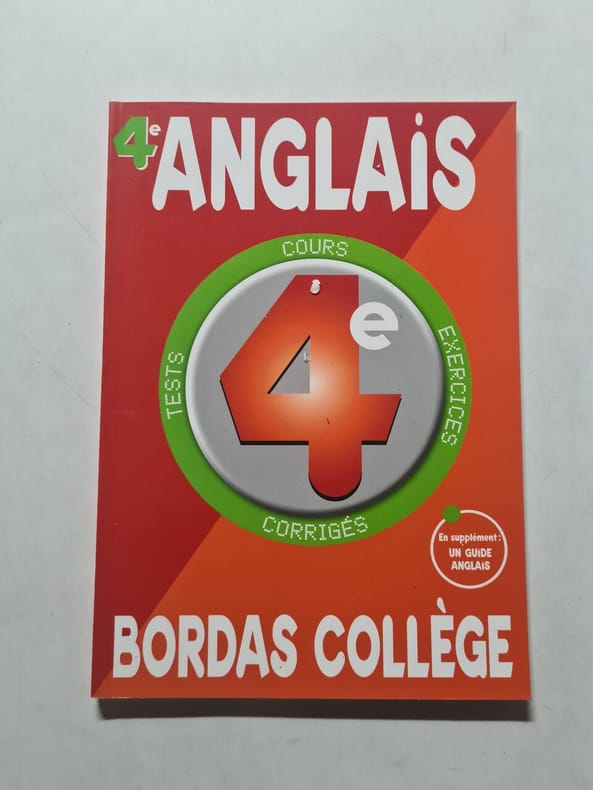 4e ANGLAiS
COURS
4e
TESTS
EXERCICES
CORRIGÉS
En supplément :
UN GUiDE
ANGLAiS
BORDAS COLLÈGE